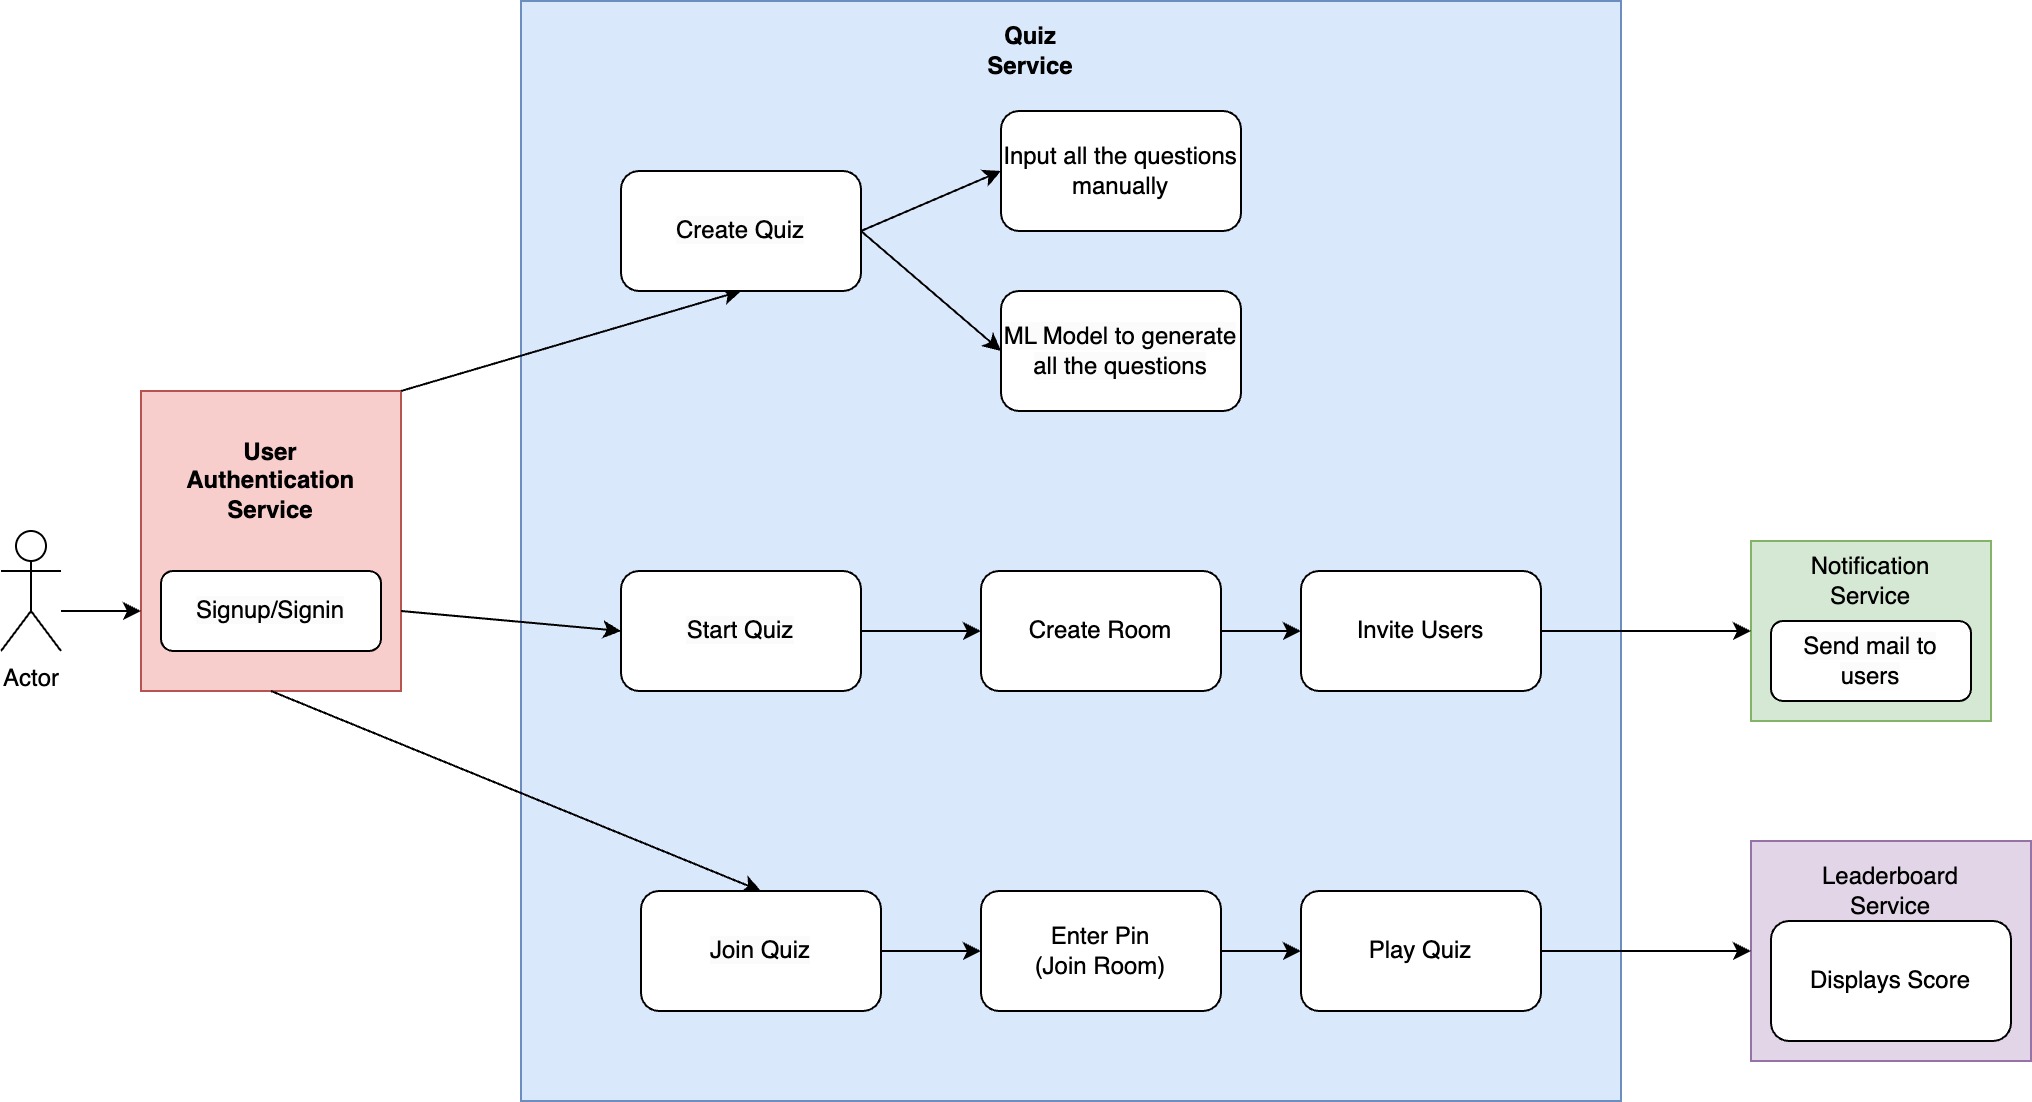 Quiz
Service
Input all the questions
manually
Create Quiz
ML Model to generate
all the questions
User
Authentication
Service
Signup/Signin
Actor
Start Quiz
Create Room
Invite Users
Notification
Service
Send mail to
users
Join Quiz
Enter Pin
(Join Room)
Play Quiz
Leaderboard
Service
Displays Score